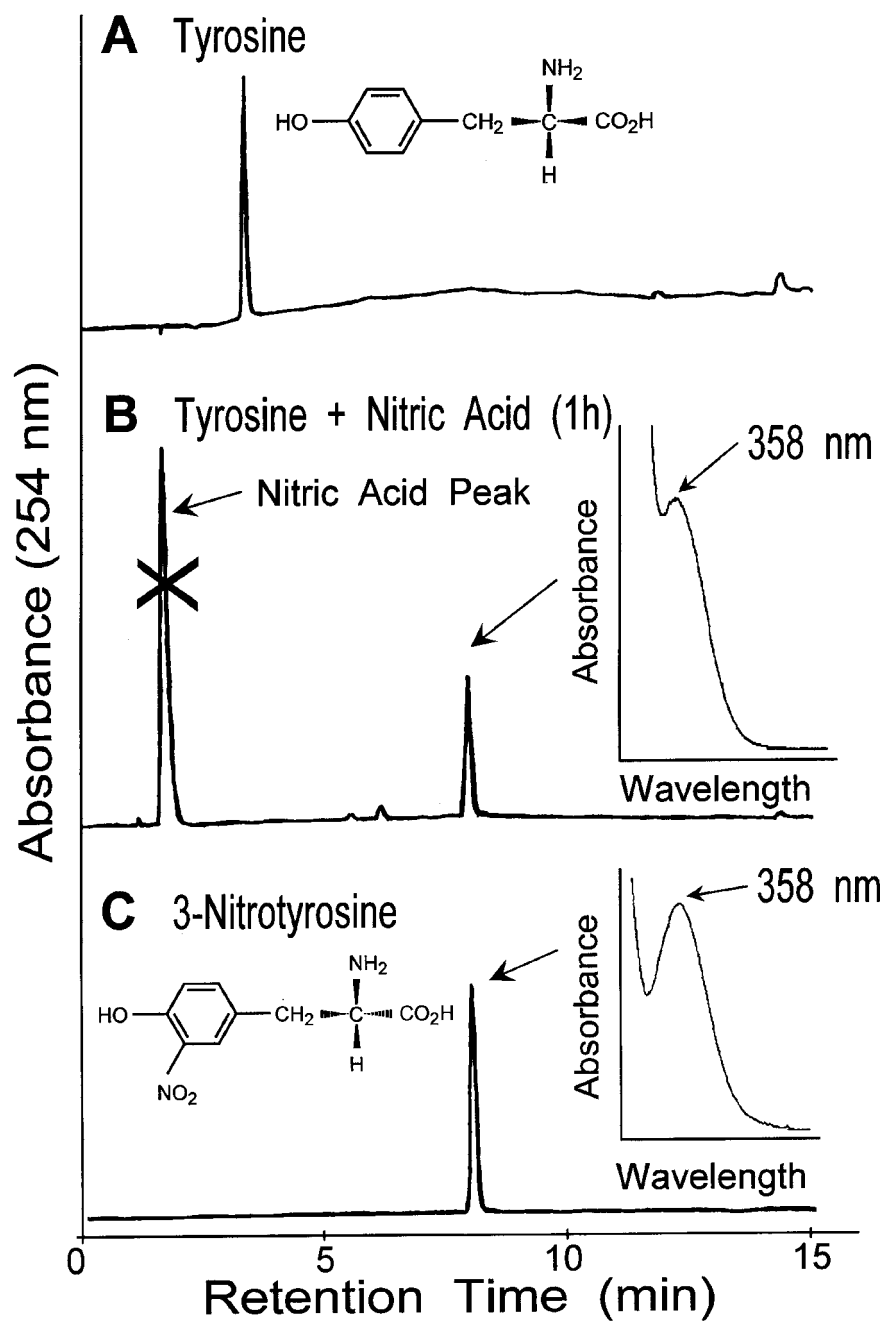 A Tyrosine
NH2
HO CH2 C CO2H
H
Absorbance (254 nm)
B Tyrosine + Nitric Acid (1h)
Nitric Acid Peak
358 nm
Absorbance
Wavelength
C 3-Nitrotyrosine
358 nm
NH2
HO CH2 C CO2H
H
NO2
Absorbance
Wavelength
0 5 10 15
Retention Time (min)